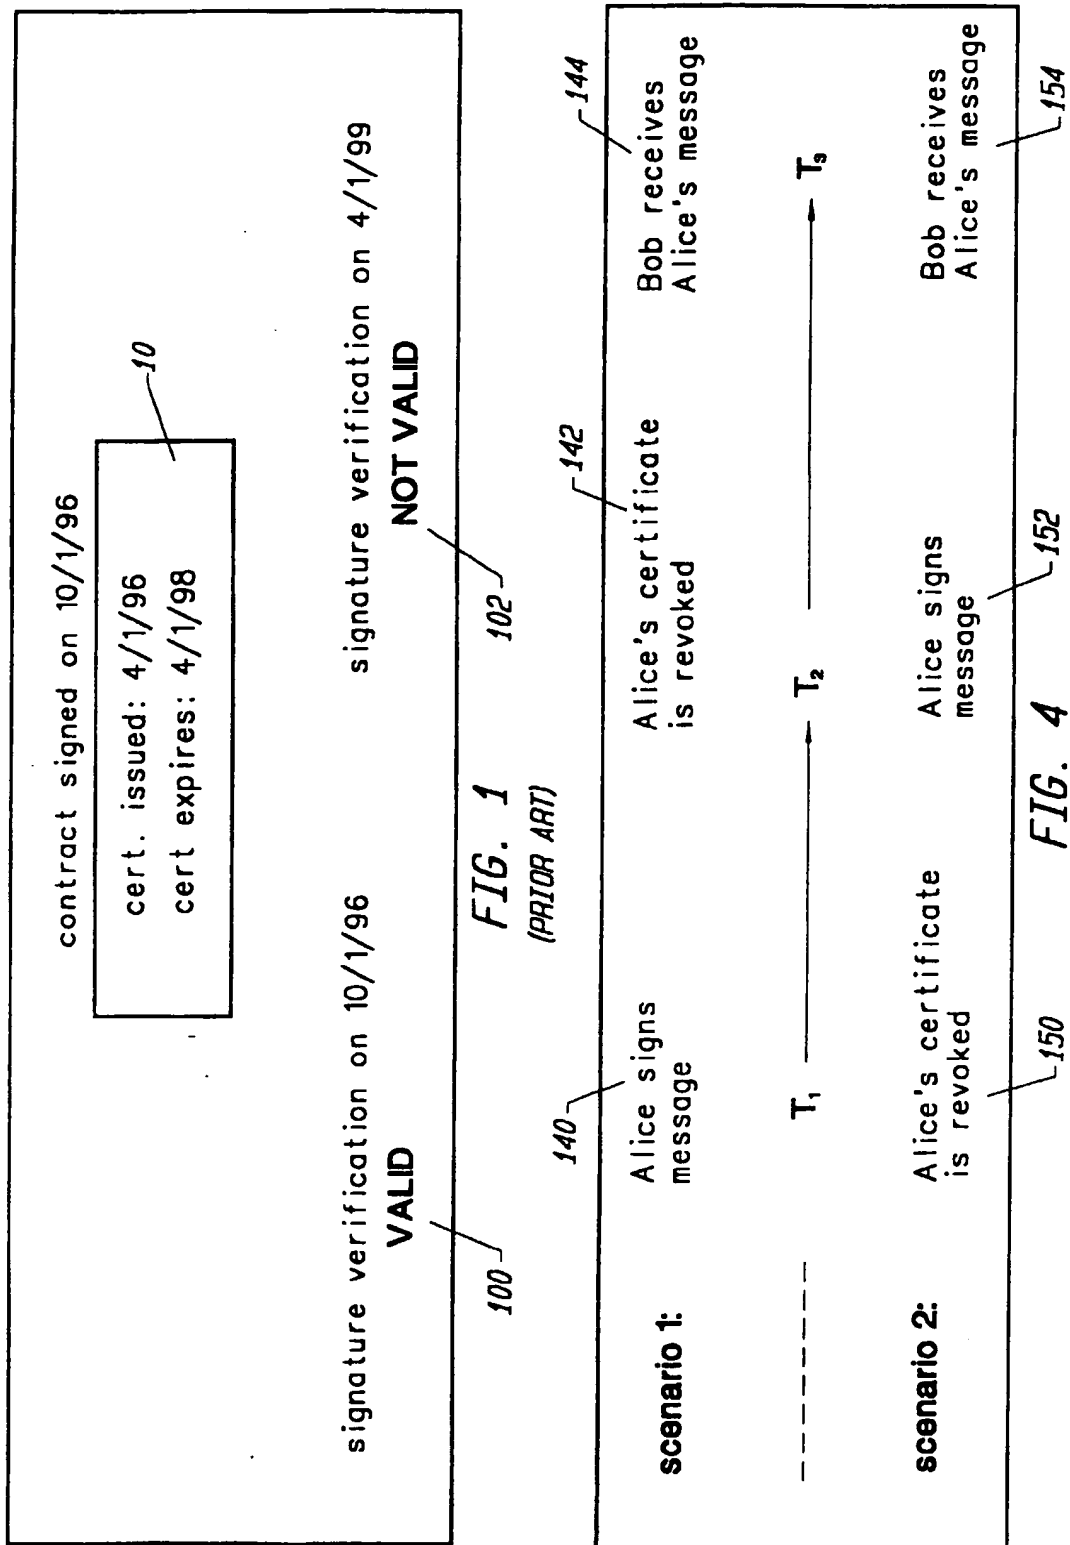 contract signed on 10/1/96
10
cert. issued: 4/1/96
cert expires: 4/1/98
signature verification on 10/1/96
VALID
signature verification on 4/1/99
NOT VALID
100
102
FIG. 1
(PRIOR ART)
140
142
144
scenario 1:
Alice signs
message
Alice's certificate
is revoked
Bob receives
Alice's message
T₁
T₂
T₃
scenario 2:
Alice's certificate
is revoked
Alice signs
message
Bob receives
Alice's message
150
152
154
FIG. 4